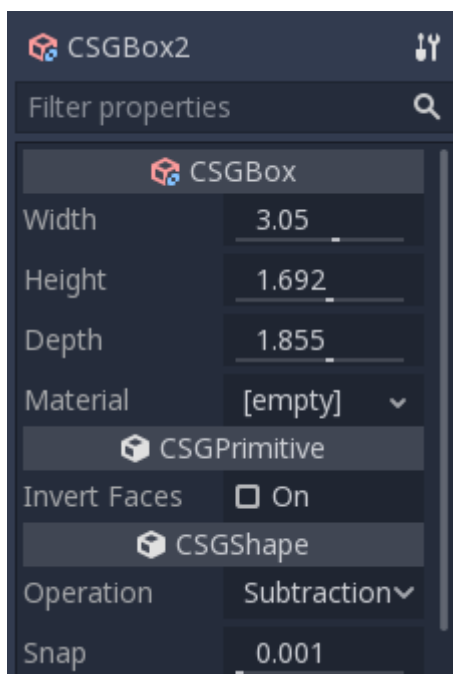 CSGBox2
Filter properties
CSGBox
Width 3.05
Height 1.692
Depth 1.855
Material [empty]
CSGPrimitive
Invert Faces On
CSGShape
Operation Subtraction
Snap 0.001